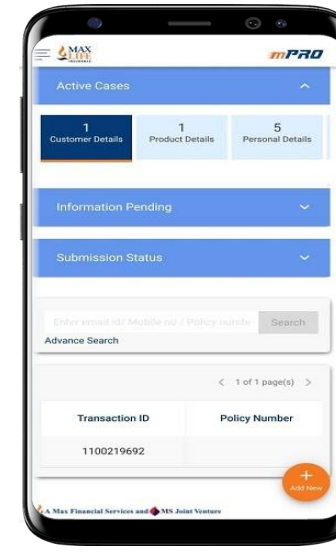 MAX
LIFE
INSURANCE
mPRO
Active Cases
1
Customer Details
1
Product Details
5
Personal Details
Information Pending
Submission Status
Enter email id/ Mobile no / Policy numbe
Search
Advance Search
< 1 of 1 page(s) >
Transaction ID Policy Number
1100219692
+
Add New
A Max Financial Services and MS Joint Venture